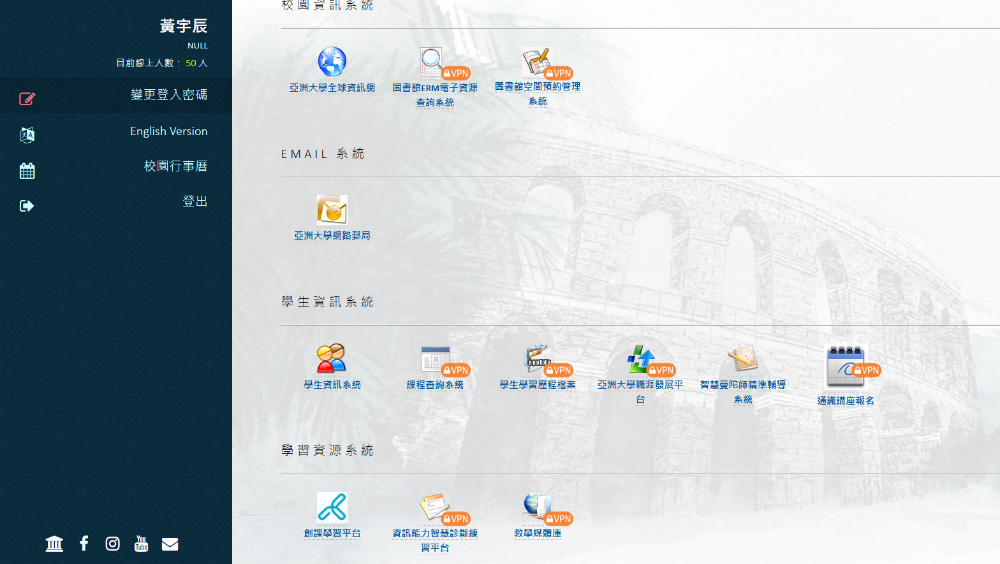 黃宇辰
NULL
目前線上人數： 50 人
變更登入密碼
English Version
校園行事曆
登出
You
Tube
校園資訊系統
亞洲大學全球資訊網
VPN
圖書館ERM電子資源
查詢系統
VPN
圖書館空間預約管理
系統
EMAIL 系統
亞洲大學網路郵局
學生資訊系統
學生資訊系統
VPN
課程查詢系統
e-portfolio
VPN
學生學習歷程檔案
VPN
亞洲大學職涯發展平
台
智慧曼陀師精準輔導
系統
VPN
通識講座報名
學習資源系統
2016
創課學習平台
VPN
資訊能力智慧診斷練
習平台
VPN
教學媒體庫